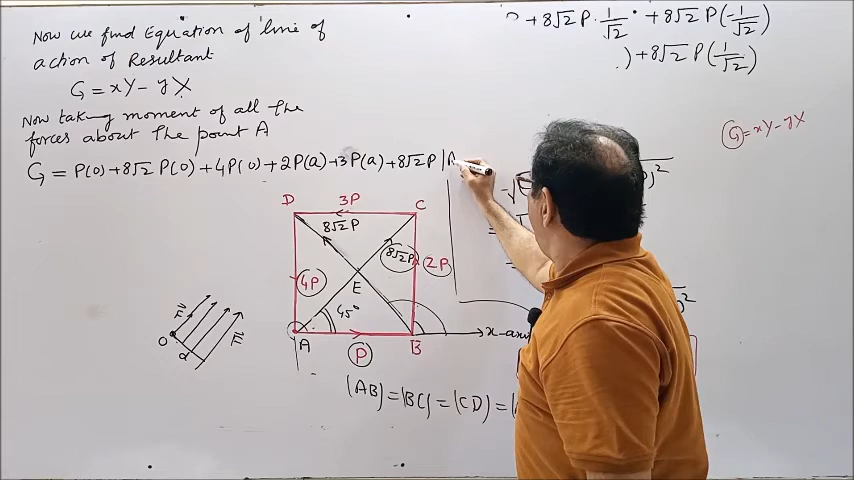 Now we find Equation of line of
action of Resultant
G = xY - yX
Now taking moment of all the
forces about the point A
G = P(0) + 8√2 P(0) + 4P(0) + 2P(a) + 3P(a) + 8√2 P |A
+ 8√2 P · 1/√2 + 8√2 P (-1/√2)
) + 8√2 P (1/√2)
G = xY - yX
D 3P C
8√2 P
4P 8√2 P 2P
E
45°
A P B x-axis
F
O d F
|AB| = |BC| = |CD| =